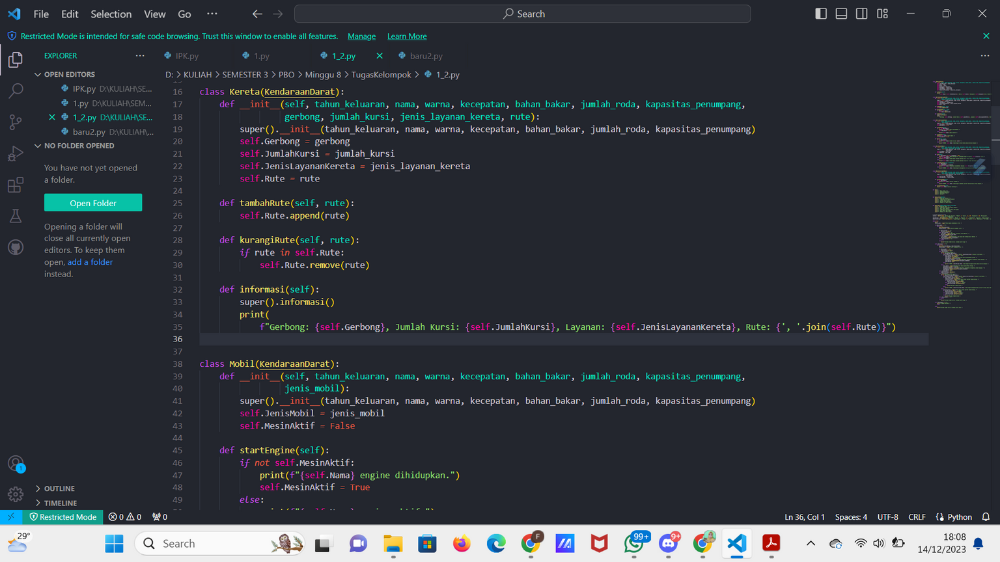 File Edit Selection View Go ··· Search
Restricted Mode is intended for safe code browsing. Trust this window to enable all features. Manage Learn More
EXPLORER ···
IPK.py 1.py 1_2.py baru2.py ···
OPEN EDITORS
IPK.py D:\KULIAH\SE...
1.py D:\KULIAH\SEM...
1_2.py D:\KULIAH\SE...
baru2.py D:\KULIAH\...
NO FOLDER OPENED
You have not yet opened
a folder.
Open Folder
Opening a folder will
close all currently open
editors. To keep them
open, add a folder
instead.
OUTLINE
TIMELINE
1
D: > KULIAH > SEMESTER 3 > PBO > Minggu 8 > TugasKelompok > 1_2.py
16 class Kereta(KendaraanDarat):
17 def __init__(self, tahun_keluaran, nama, warna, kecepatan, bahan_bakar, jumlah_roda, kapasitas_penumpang,
18 gerbong, jumlah_kursi, jenis_layanan_kereta, rute):
19 super().__init__(tahun_keluaran, nama, warna, kecepatan, bahan_bakar, jumlah_roda, kapasitas_penumpang)
20 self.Gerbong = gerbong
21 self.JumlahKursi = jumlah_kursi
22 self.JenisLayananKereta = jenis_layanan_kereta
23 self.Rute = rute
24
25 def tambahRute(self, rute):
26 self.Rute.append(rute)
27
28 def kurangiRute(self, rute):
29 if rute in self.Rute:
30 self.Rute.remove(rute)
31
32 def informasi(self):
33 super().informasi()
34 print(
35 f"Gerbong: {self.Gerbong}, Jumlah Kursi: {self.JumlahKursi}, Layanan: {self.JenisLayananKereta}, Rute: {', '.join(self.Rute)}")
36
37
38 class Mobil(KendaraanDarat):
39 def __init__(self, tahun_keluaran, nama, warna, kecepatan, bahan_bakar, jumlah_roda, kapasitas_penumpang,
40 jenis_mobil):
41 super().__init__(tahun_keluaran, nama, warna, kecepatan, bahan_bakar, jumlah_roda, kapasitas_penumpang)
42 self.JenisMobil = jenis_mobil
43 self.MesinAktif = False
44
45 def startEngine(self):
46 if not self.MesinAktif:
47 print(f"{self.Nama} engine dihidupkan.")
48 self.MesinAktif = True
49 else:
Restricted Mode 0 0 0 Ln 36, Col 1 Spaces: 4 UTF-8 CRLF Python
29° Search F 99+ 9+ 18:08
14/12/2023